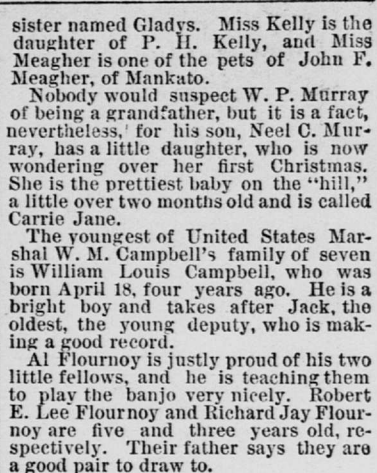 sister named Gladys. Miss Kelly is the
daughter of P. H. Kelly, and Miss
Meagher is one of the pets of John F.
Meagher, of Mankato.
Nobody would suspect W. P. Murray
of being a grandfather, but it is a fact,
nevertheless, for his son, Neel C. Mur-
ray, has a little daughter, who is now
wondering over her first Christmas.
She is the prettiest baby on the "hill,"
a little over two months old and is called
Carrie Jane.
The youngest of United States Mar-
shal W. M. Campbell's family of seven
is William Louis Campbell, who was
born April 18, four years ago. He is a
bright boy and takes after Jack, the
oldest, the young deputy, who is mak-
ing a good record.
Al Flournoy is justly proud of his two
little fellows, and he is teaching them
to play the banjo very nicely. Robert
E. Lee Flournoy and Richard Jay Flour-
noy are five and three years old, re-
spectively. Their father says they are
a good pair to draw to.